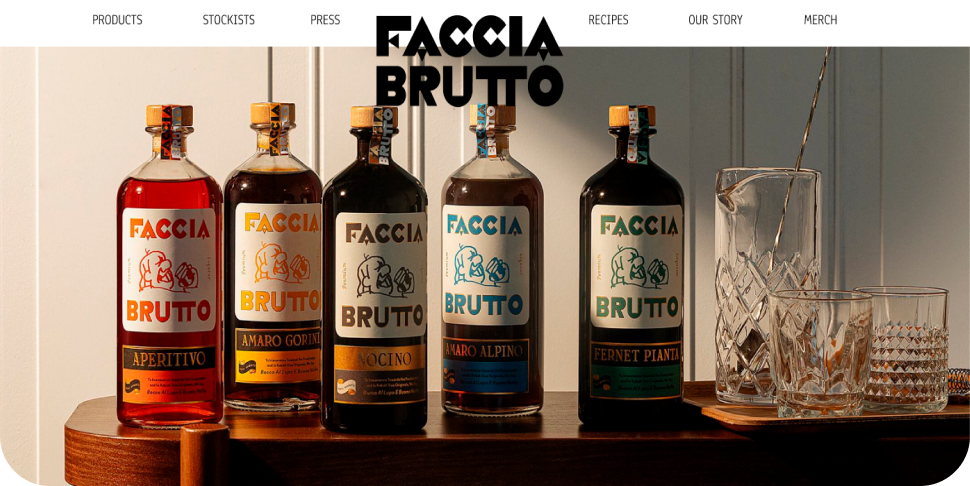 PRODUCTS
STOCKISTS
PRESS
FACCIA
BRUTTO
RECIPES
OUR STORY
MERCH
FACCIA
BRUTTO
APERITIVO
FACCIA
BRUTTO
AMARO GORINI
FACCIA
BRUTTO
NOCINO
FACCIA
BRUTTO
AMARO ALPINO
FACCIA
BRUTTO
FERNET PIANTA